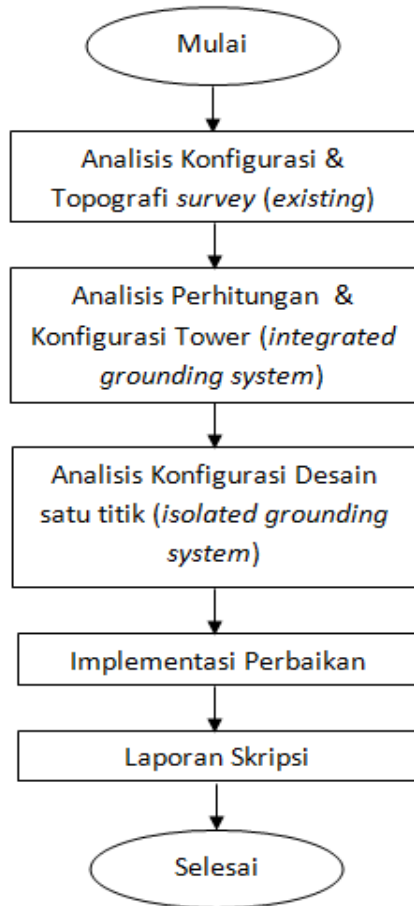 Mulai
Analisis Konfigurasi &
Topografi survey (existing)
Analisis Perhitungan &
Konfigurasi Tower (integrated
grounding system)
Analisis Konfigurasi Desain
satu titik (isolated grounding
system)
Implementasi Perbaikan
Laporan Skripsi
Selesai